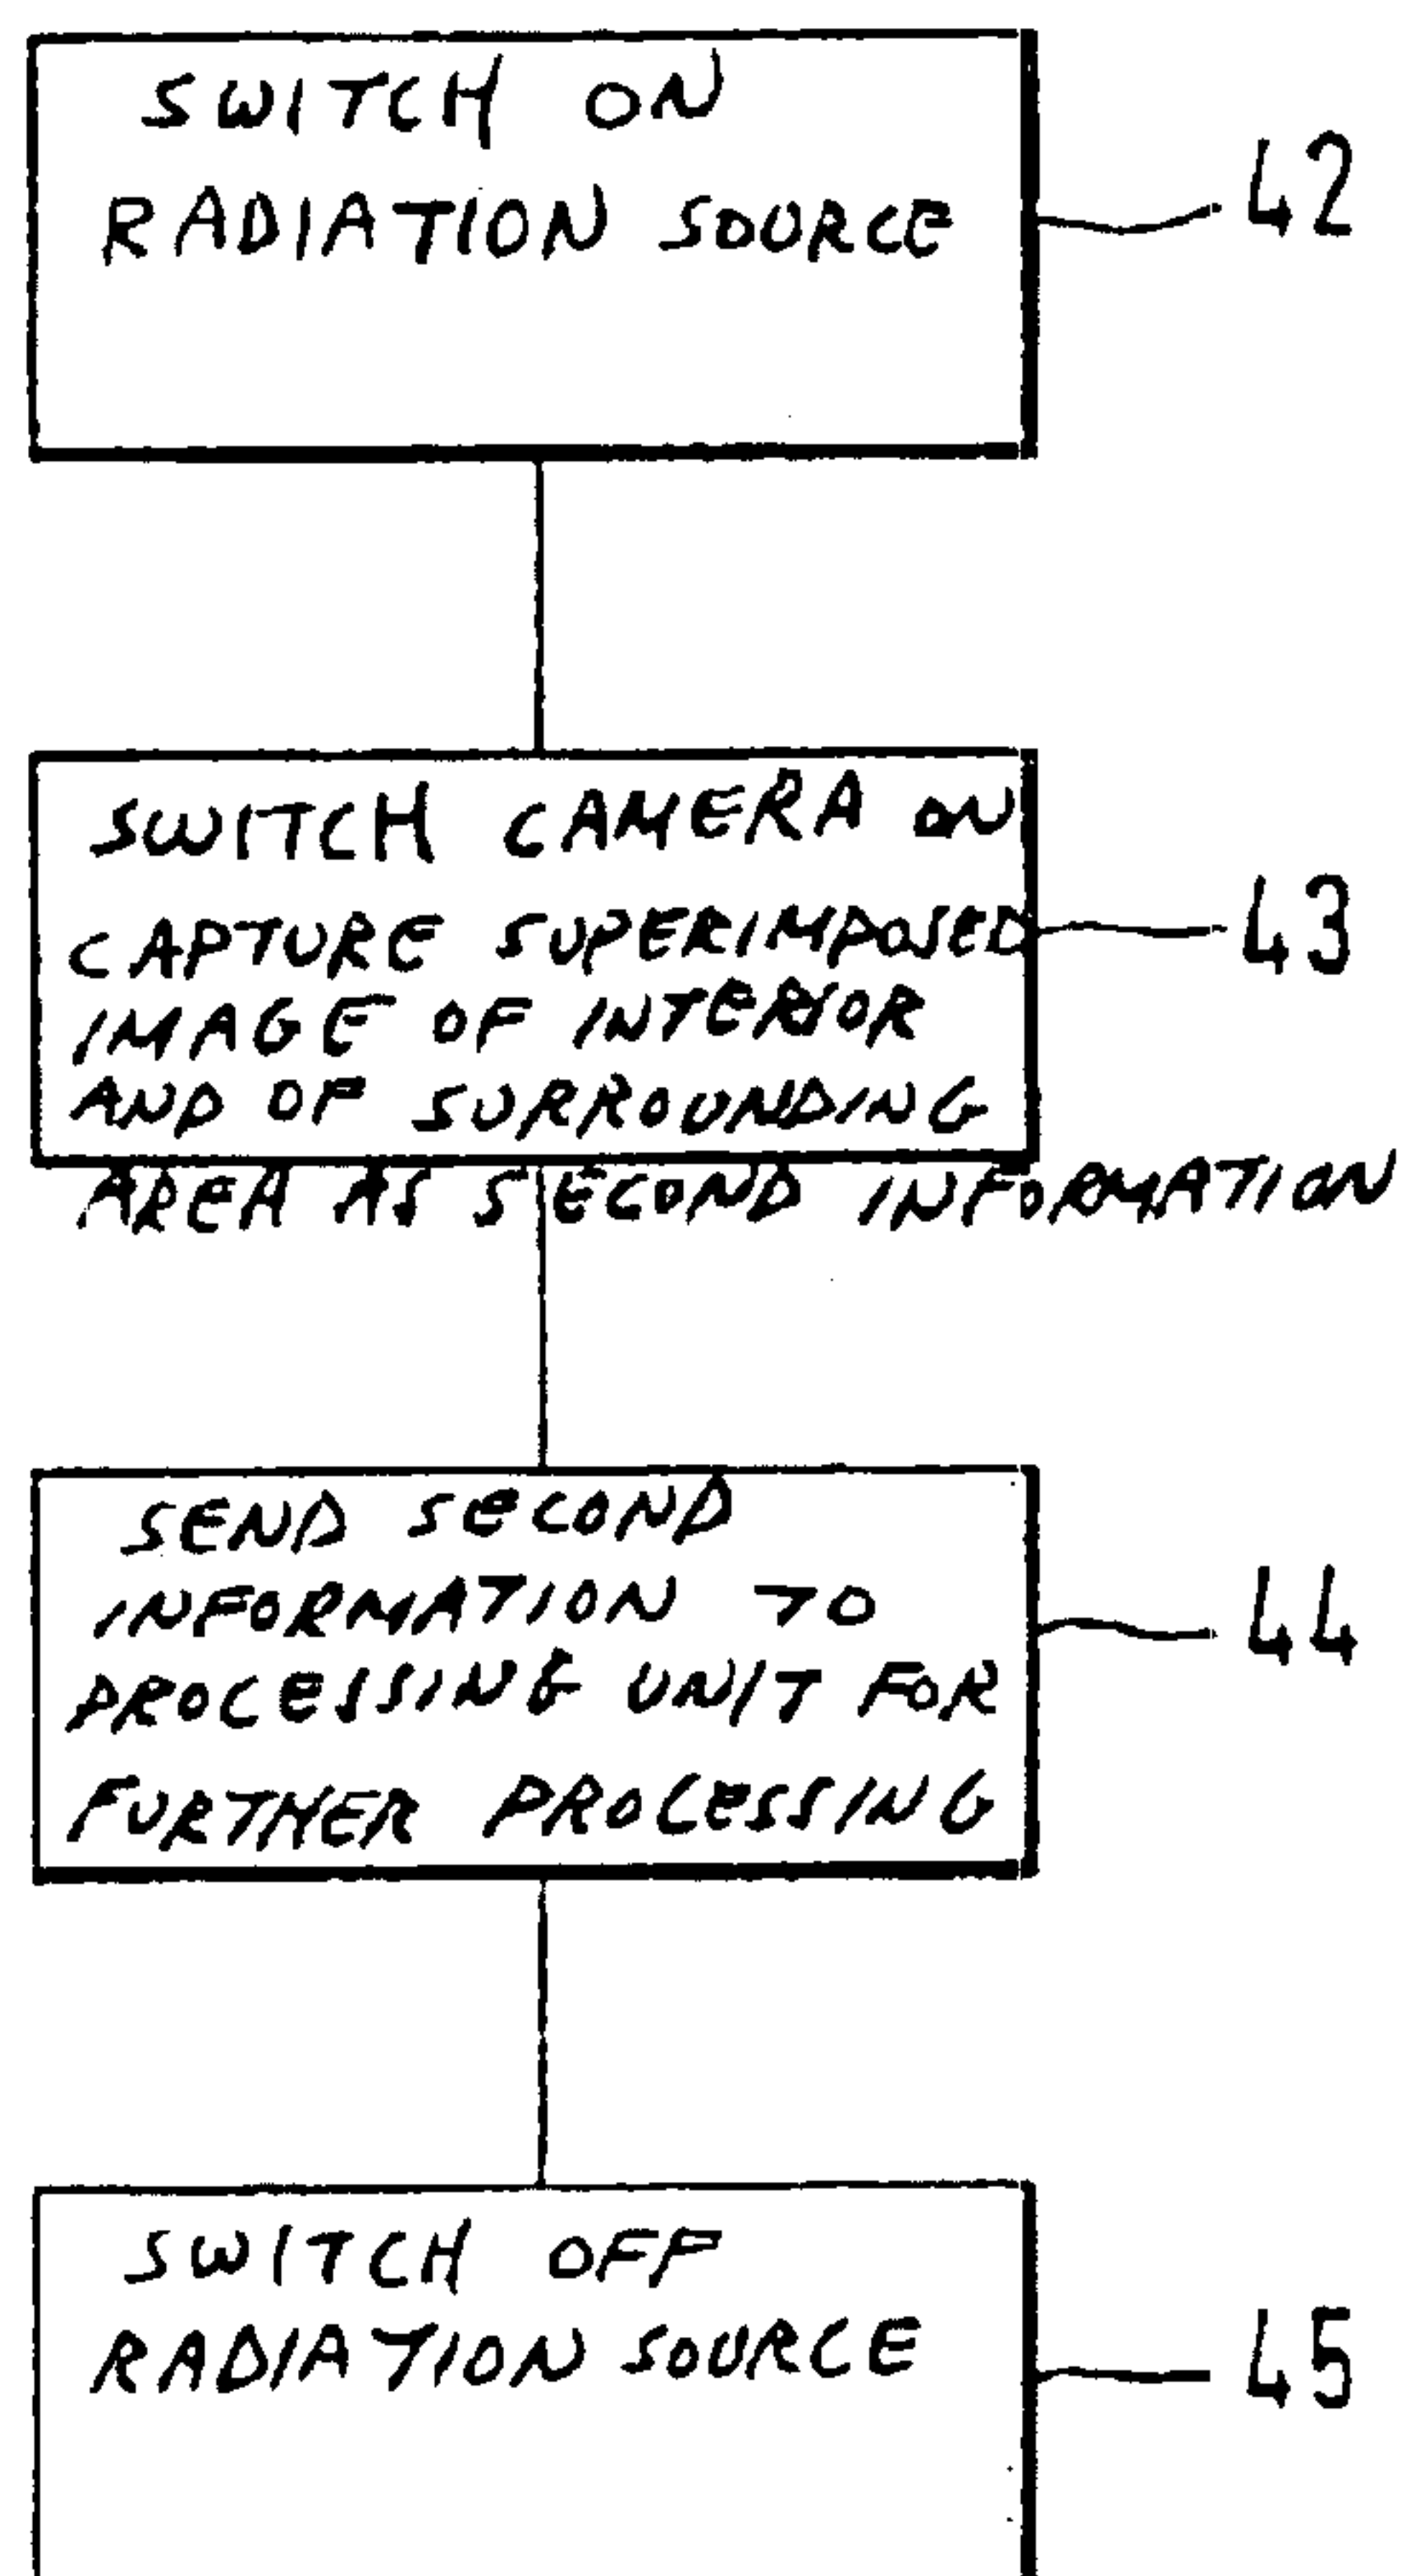 SWITCH ON
RADIATION SOURCE
42
SWITCH CAMERA ON
CAPTURE SUPERIMPOSED
IMAGE OF INTERIOR
AND OF SURROUNDING
AREA AS SECOND INFORMATION
43
SEND SECOND
INFORMATION TO
PROCESSING UNIT FOR
FURTHER PROCESSING
44
SWITCH OFF
RADIATION SOURCE
45